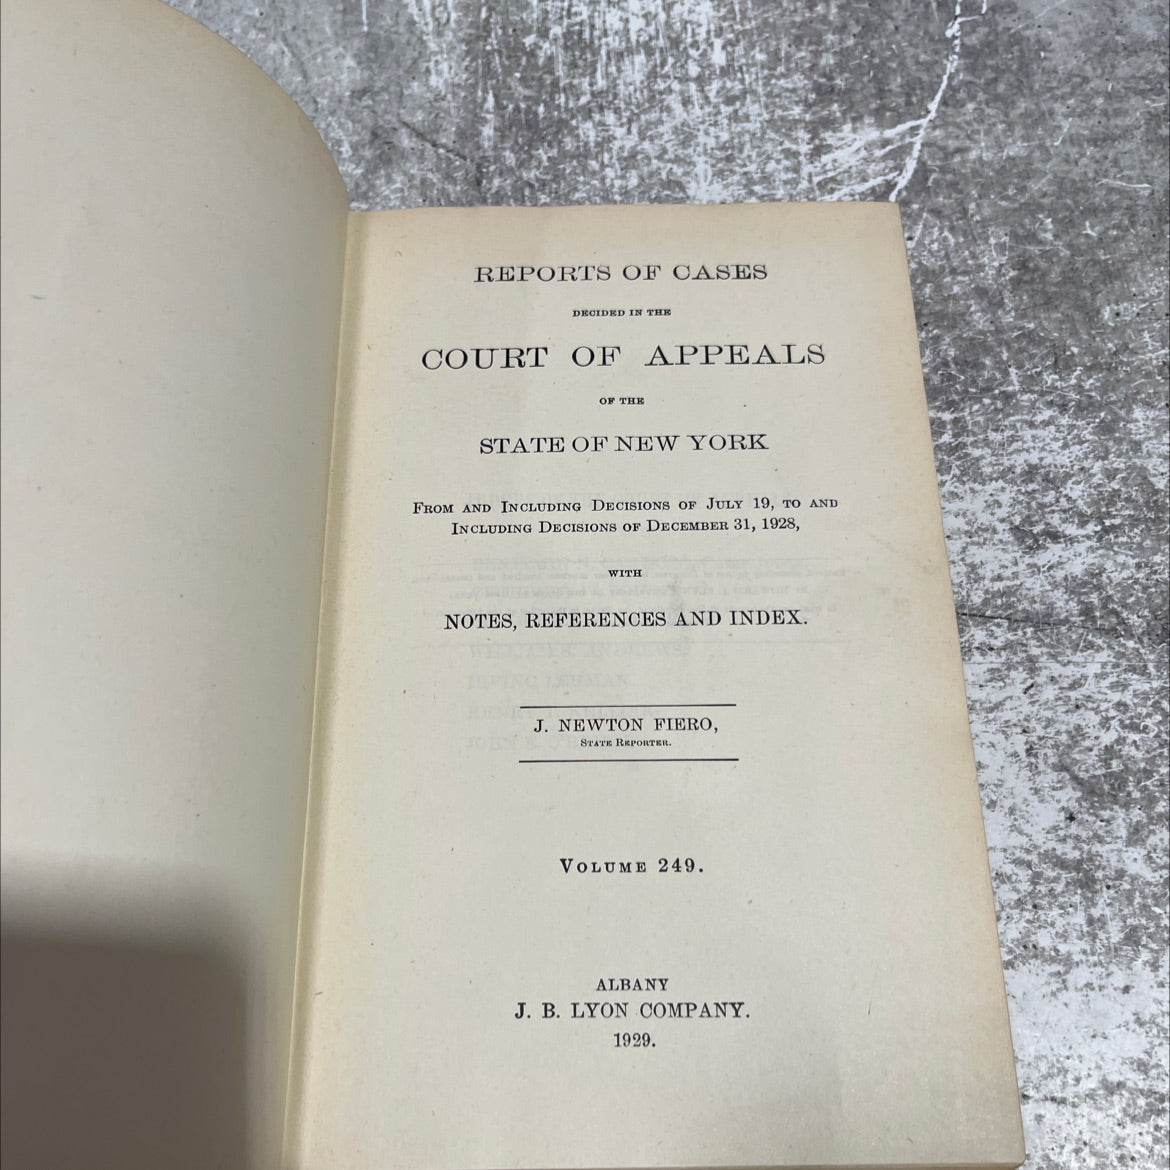 REPORTS OF CASES
DECIDED IN THE
COURT OF APPEALS
OF THE
STATE OF NEW YORK
FROM AND INCLUDING DECISIONS OF JULY 19, TO AND
INCLUDING DECISIONS OF DECEMBER 31, 1928,
WITH
NOTES, REFERENCES AND INDEX.
J. NEWTON FIERO,
STATE REPORTER.
VOLUME 249.
ALBANY
J. B. LYON COMPANY.
1929.